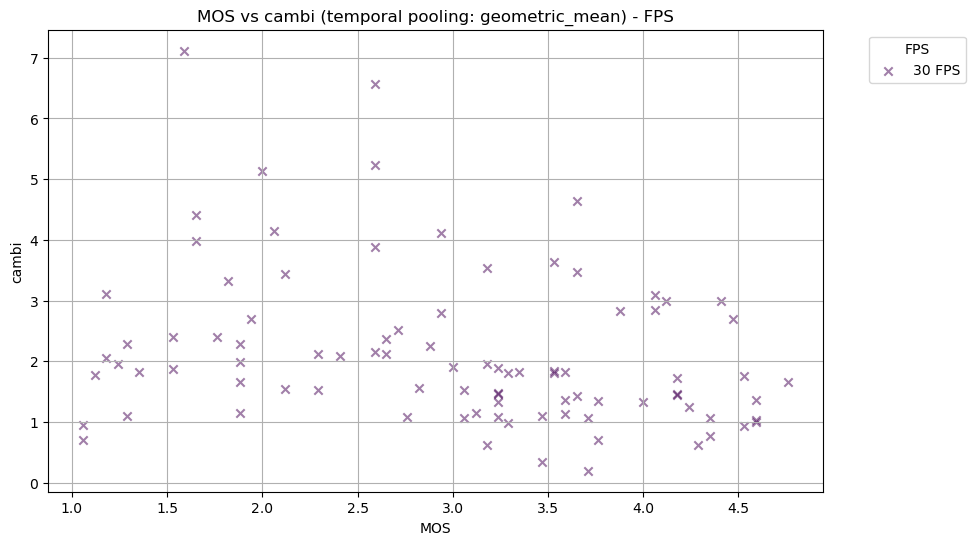 MOS vs cambi (temporal pooling: geometric_mean) - FPS
FPS
30 FPS
cambi
7
6
5
4
3
2
1
0
1.0 1.5 2.0 2.5 3.0 3.5 4.0 4.5
MOS